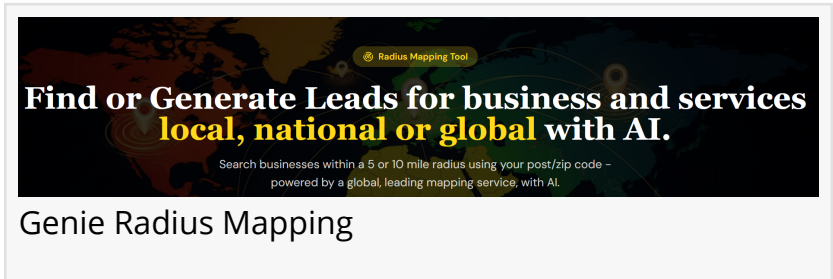 Radius Mapping Tool
Find or Generate Leads for business and services
local, national or global with AI.
Search businesses within a 5 or 10 mile radius using your post/zip code –
powered by a global, leading mapping service, with AI.
Genie Radius Mapping